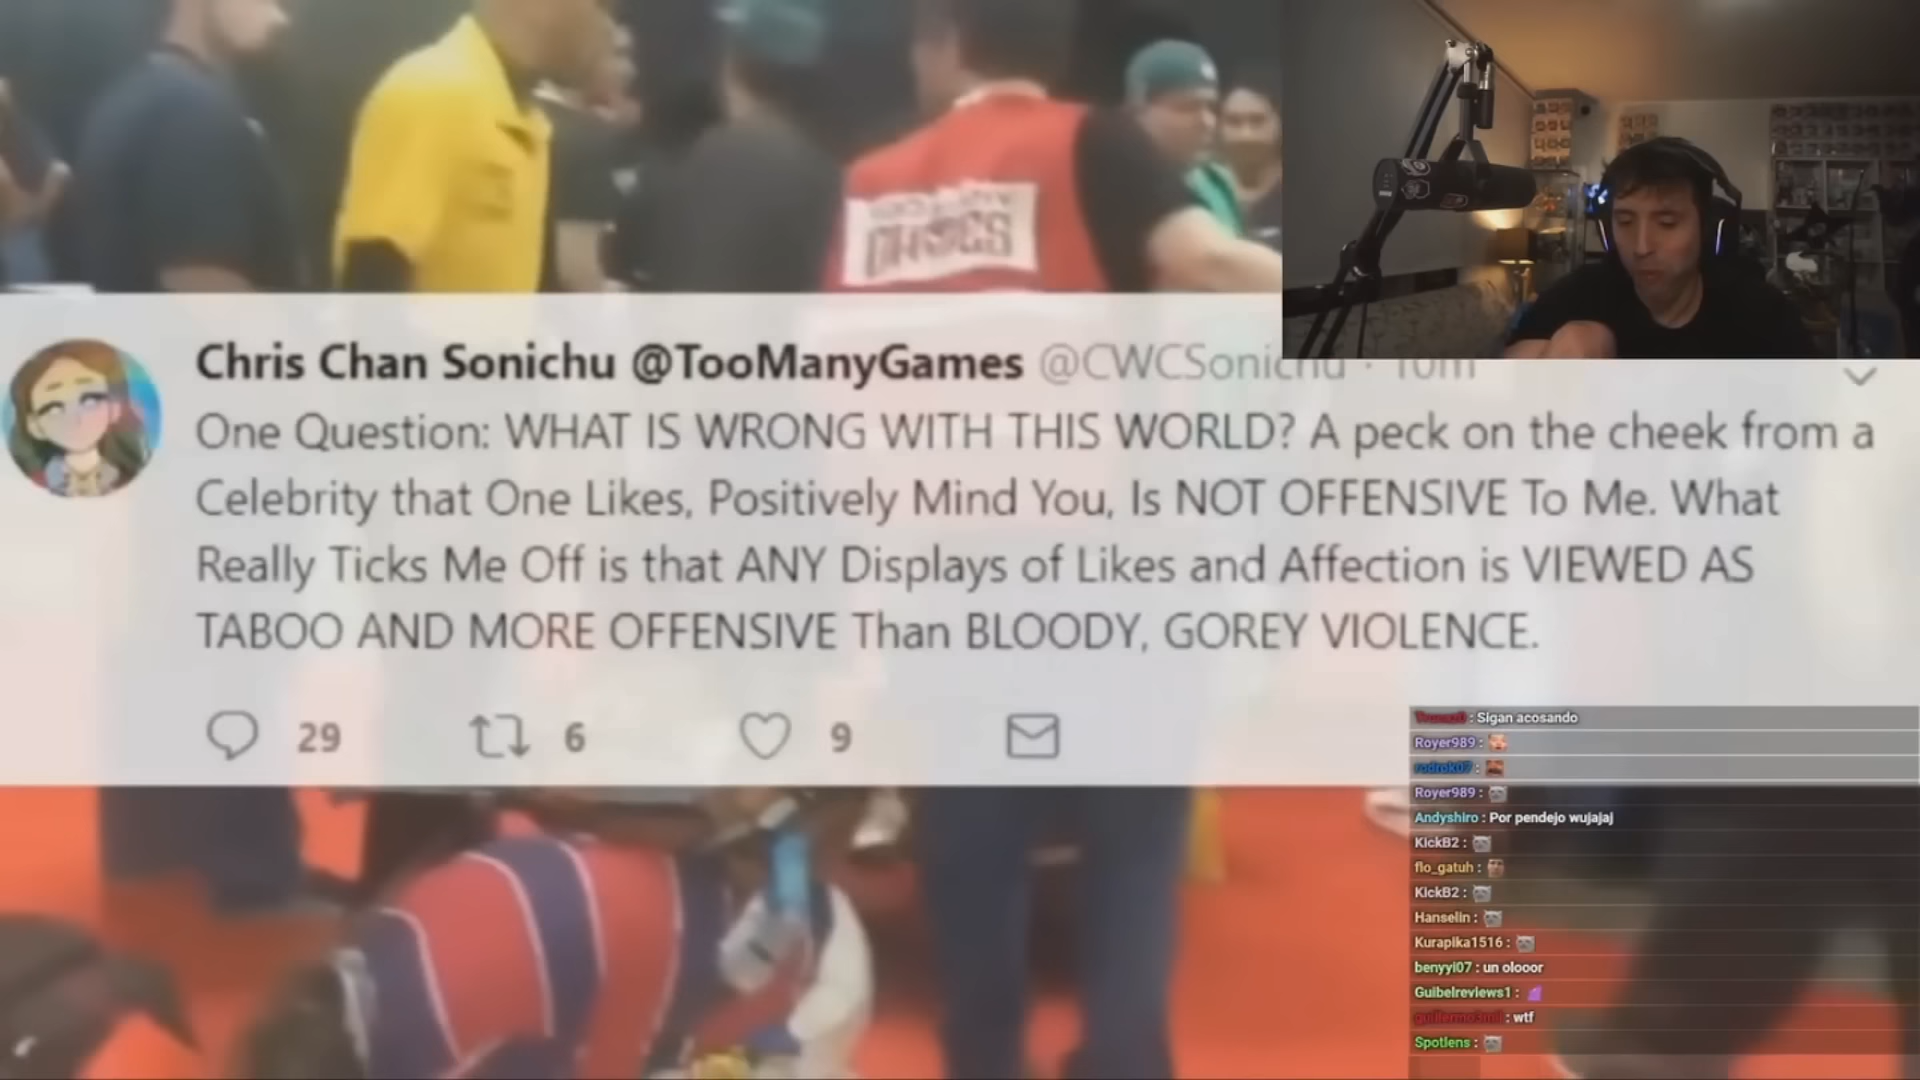 CHOCS
Chris Chan Sonichu @TooManyGames @CWCSonichu · 10m
One Question: WHAT IS WRONG WITH THIS WORLD? A peck on the cheek from a
Celebrity that One Likes, Positively Mind You, Is NOT OFFENSIVE To Me. What
Really Ticks Me Off is that ANY Displays of Likes and Affection is VIEWED AS
TABOO AND MORE OFFENSIVE Than BLOODY, GOREY VIOLENCE.
29 6 9
: Sigan acosando
Royer989 :
rodrok07 :
Royer989 :
Andyshiro : Por pendejo wujajaj
KickB2 :
flo_gatuh :
KickB2 :
Hanselin :
Kurapika1516 :
benyyi07 : un olooor
Guibelreviews1 :
: wtf
Spotlens :